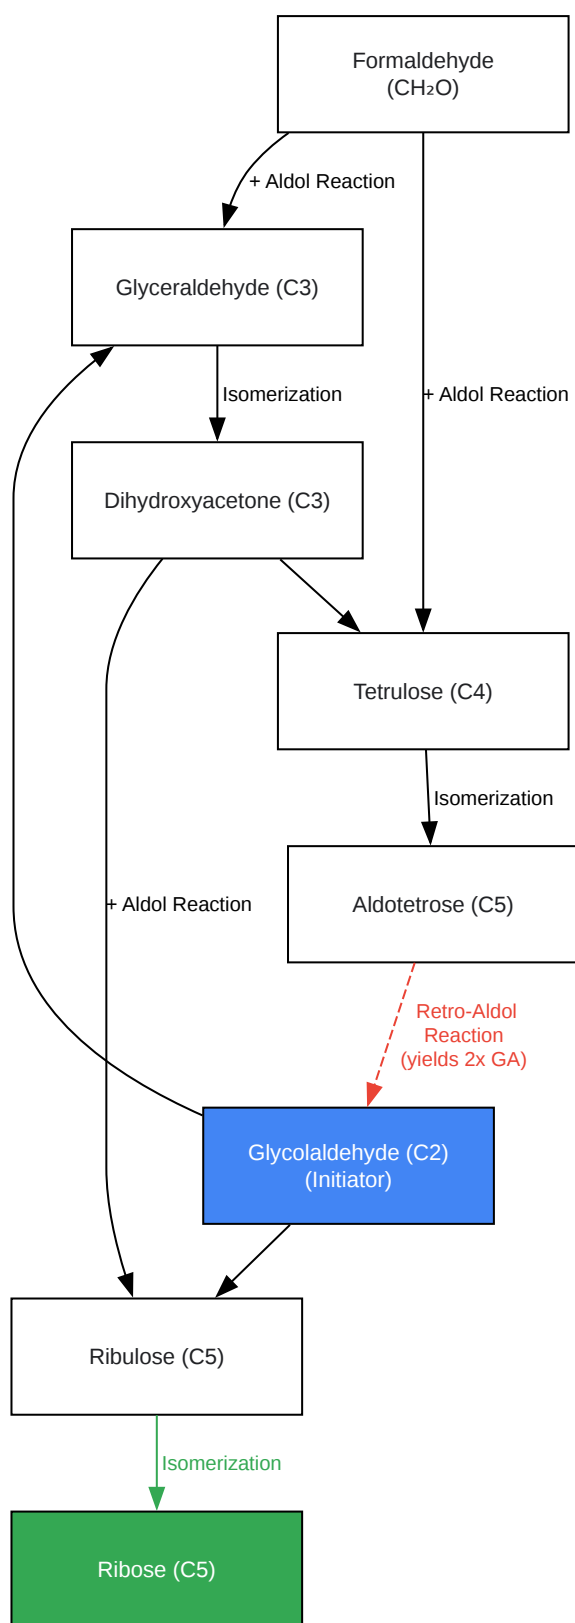 Formaldehyde
(CH₂O)
+ Aldol Reaction
Glyceraldehyde (C3)
Isomerization
+ Aldol Reaction
Dihydroxyacetone (C3)
Tetrulose (C4)
Isomerization
+ Aldol Reaction
Aldotetrose (C5)
Retro-Aldol
Reaction
(yields 2x GA)
Glycolaldehyde (C2)
(Initiator)
Ribulose (C5)
Isomerization
Ribose (C5)